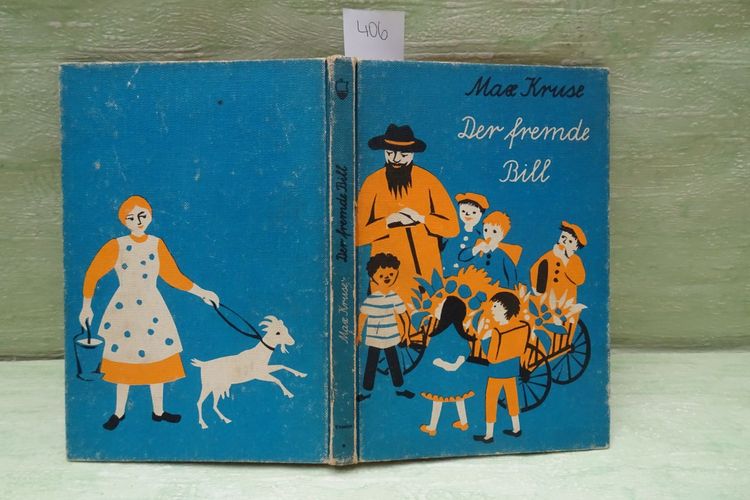 406
Max Kruse
Der fremde
Bill
Max Kruse Der fremde Bill